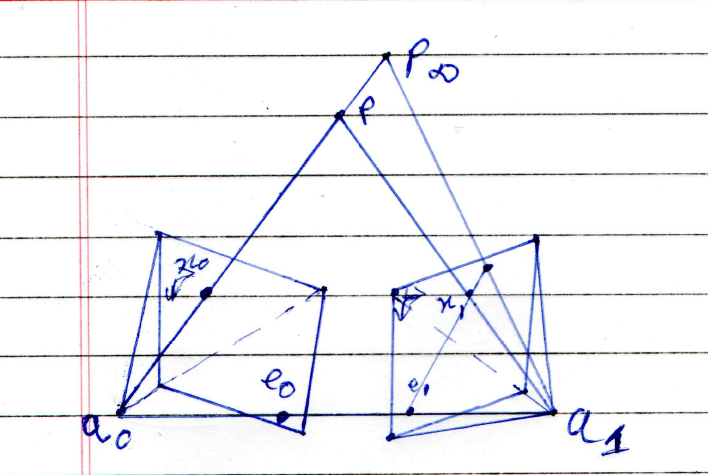 P∞
P
x₀
x₁
e₀
e₁
a₀
a₁